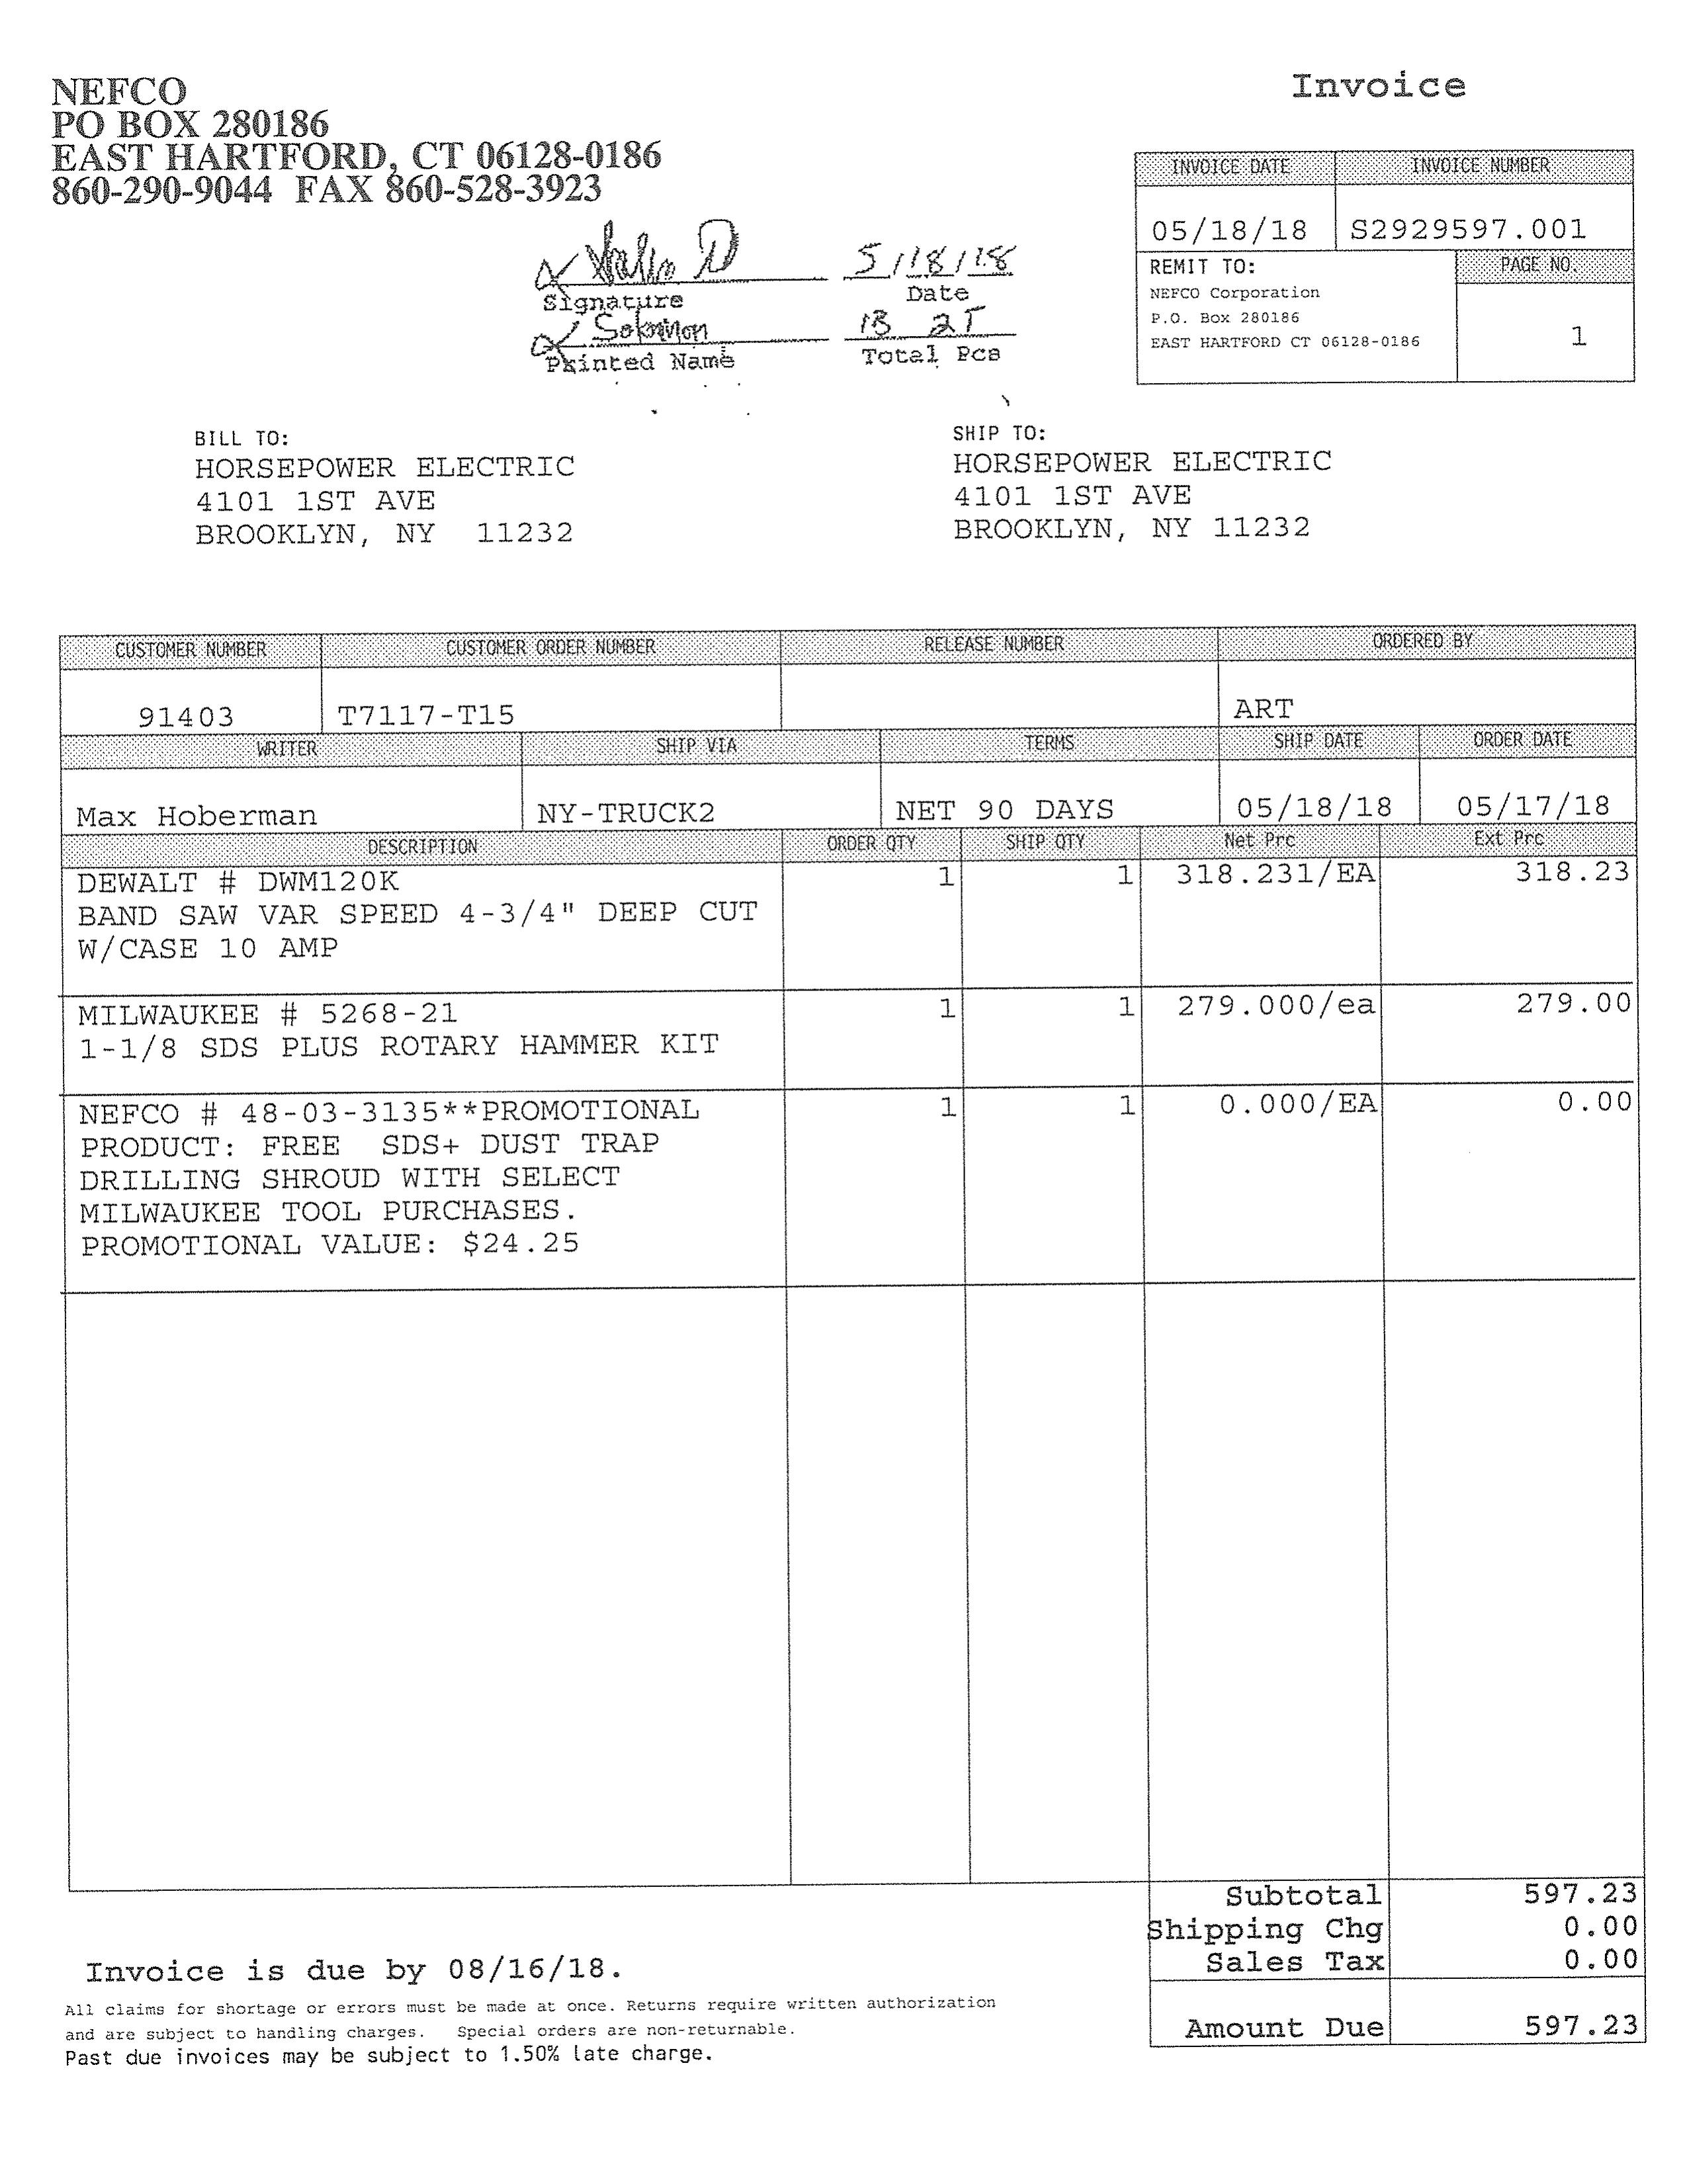 NEFCO
PO BOX 280186
EAST HARTFORD, CT 06128-0186
860-290-9044 FAX 860-528-3923
Invoice
INVOICE DATE INVOICE NUMBER
05/18/18 S2929597.001
REMIT TO: PAGE NO.
NEFCO Corporation
P.O. Box 280186
EAST HARTFORD CT 06128-0186
1
5/18/18
Signature Date
Solomon
Printed Name Total Pcs
BILL TO:
HORSEPOWER ELECTRIC
4101 1ST AVE
BROOKLYN, NY 11232
SHIP TO:
HORSEPOWER ELECTRIC
4101 1ST AVE
BROOKLYN, NY 11232
CUSTOMER NUMBER CUSTOMER ORDER NUMBER RELEASE NUMBER ORDERED BY
91403 T7117-T15 ART
WRITER SHIP VIA TERMS SHIP DATE ORDER DATE
Max Hoberman NY-TRUCK2 NET 90 DAYS 05/18/18 05/17/18
DESCRIPTION ORDER QTY SHIP QTY Net Prc Ext Prc
DEWALT # DWM120K 1 1 318.231/EA 318.23
BAND SAW VAR SPEED 4-3/4" DEEP CUT
W/CASE 10 AMP
MILWAUKEE # 5268-21 1 1 279.000/ea 279.00
1-1/8 SDS PLUS ROTARY HAMMER KIT
NEFCO # 48-03-3135**PROMOTIONAL 1 1 0.000/EA 0.00
PRODUCT: FREE SDS+ DUST TRAP
DRILLING SHROUD WITH SELECT
MILWAUKEE TOOL PURCHASES.
PROMOTIONAL VALUE: $24.25
Subtotal 597.23
Shipping Chg 0.00
Sales Tax 0.00
Amount Due 597.23
Invoice is due by 08/16/18.
All claims for shortage or errors must be made at once. Returns require written authorization
and are subject to handling charges. Special orders are non-returnable.
Past due invoices may be subject to 1.50% late charge.